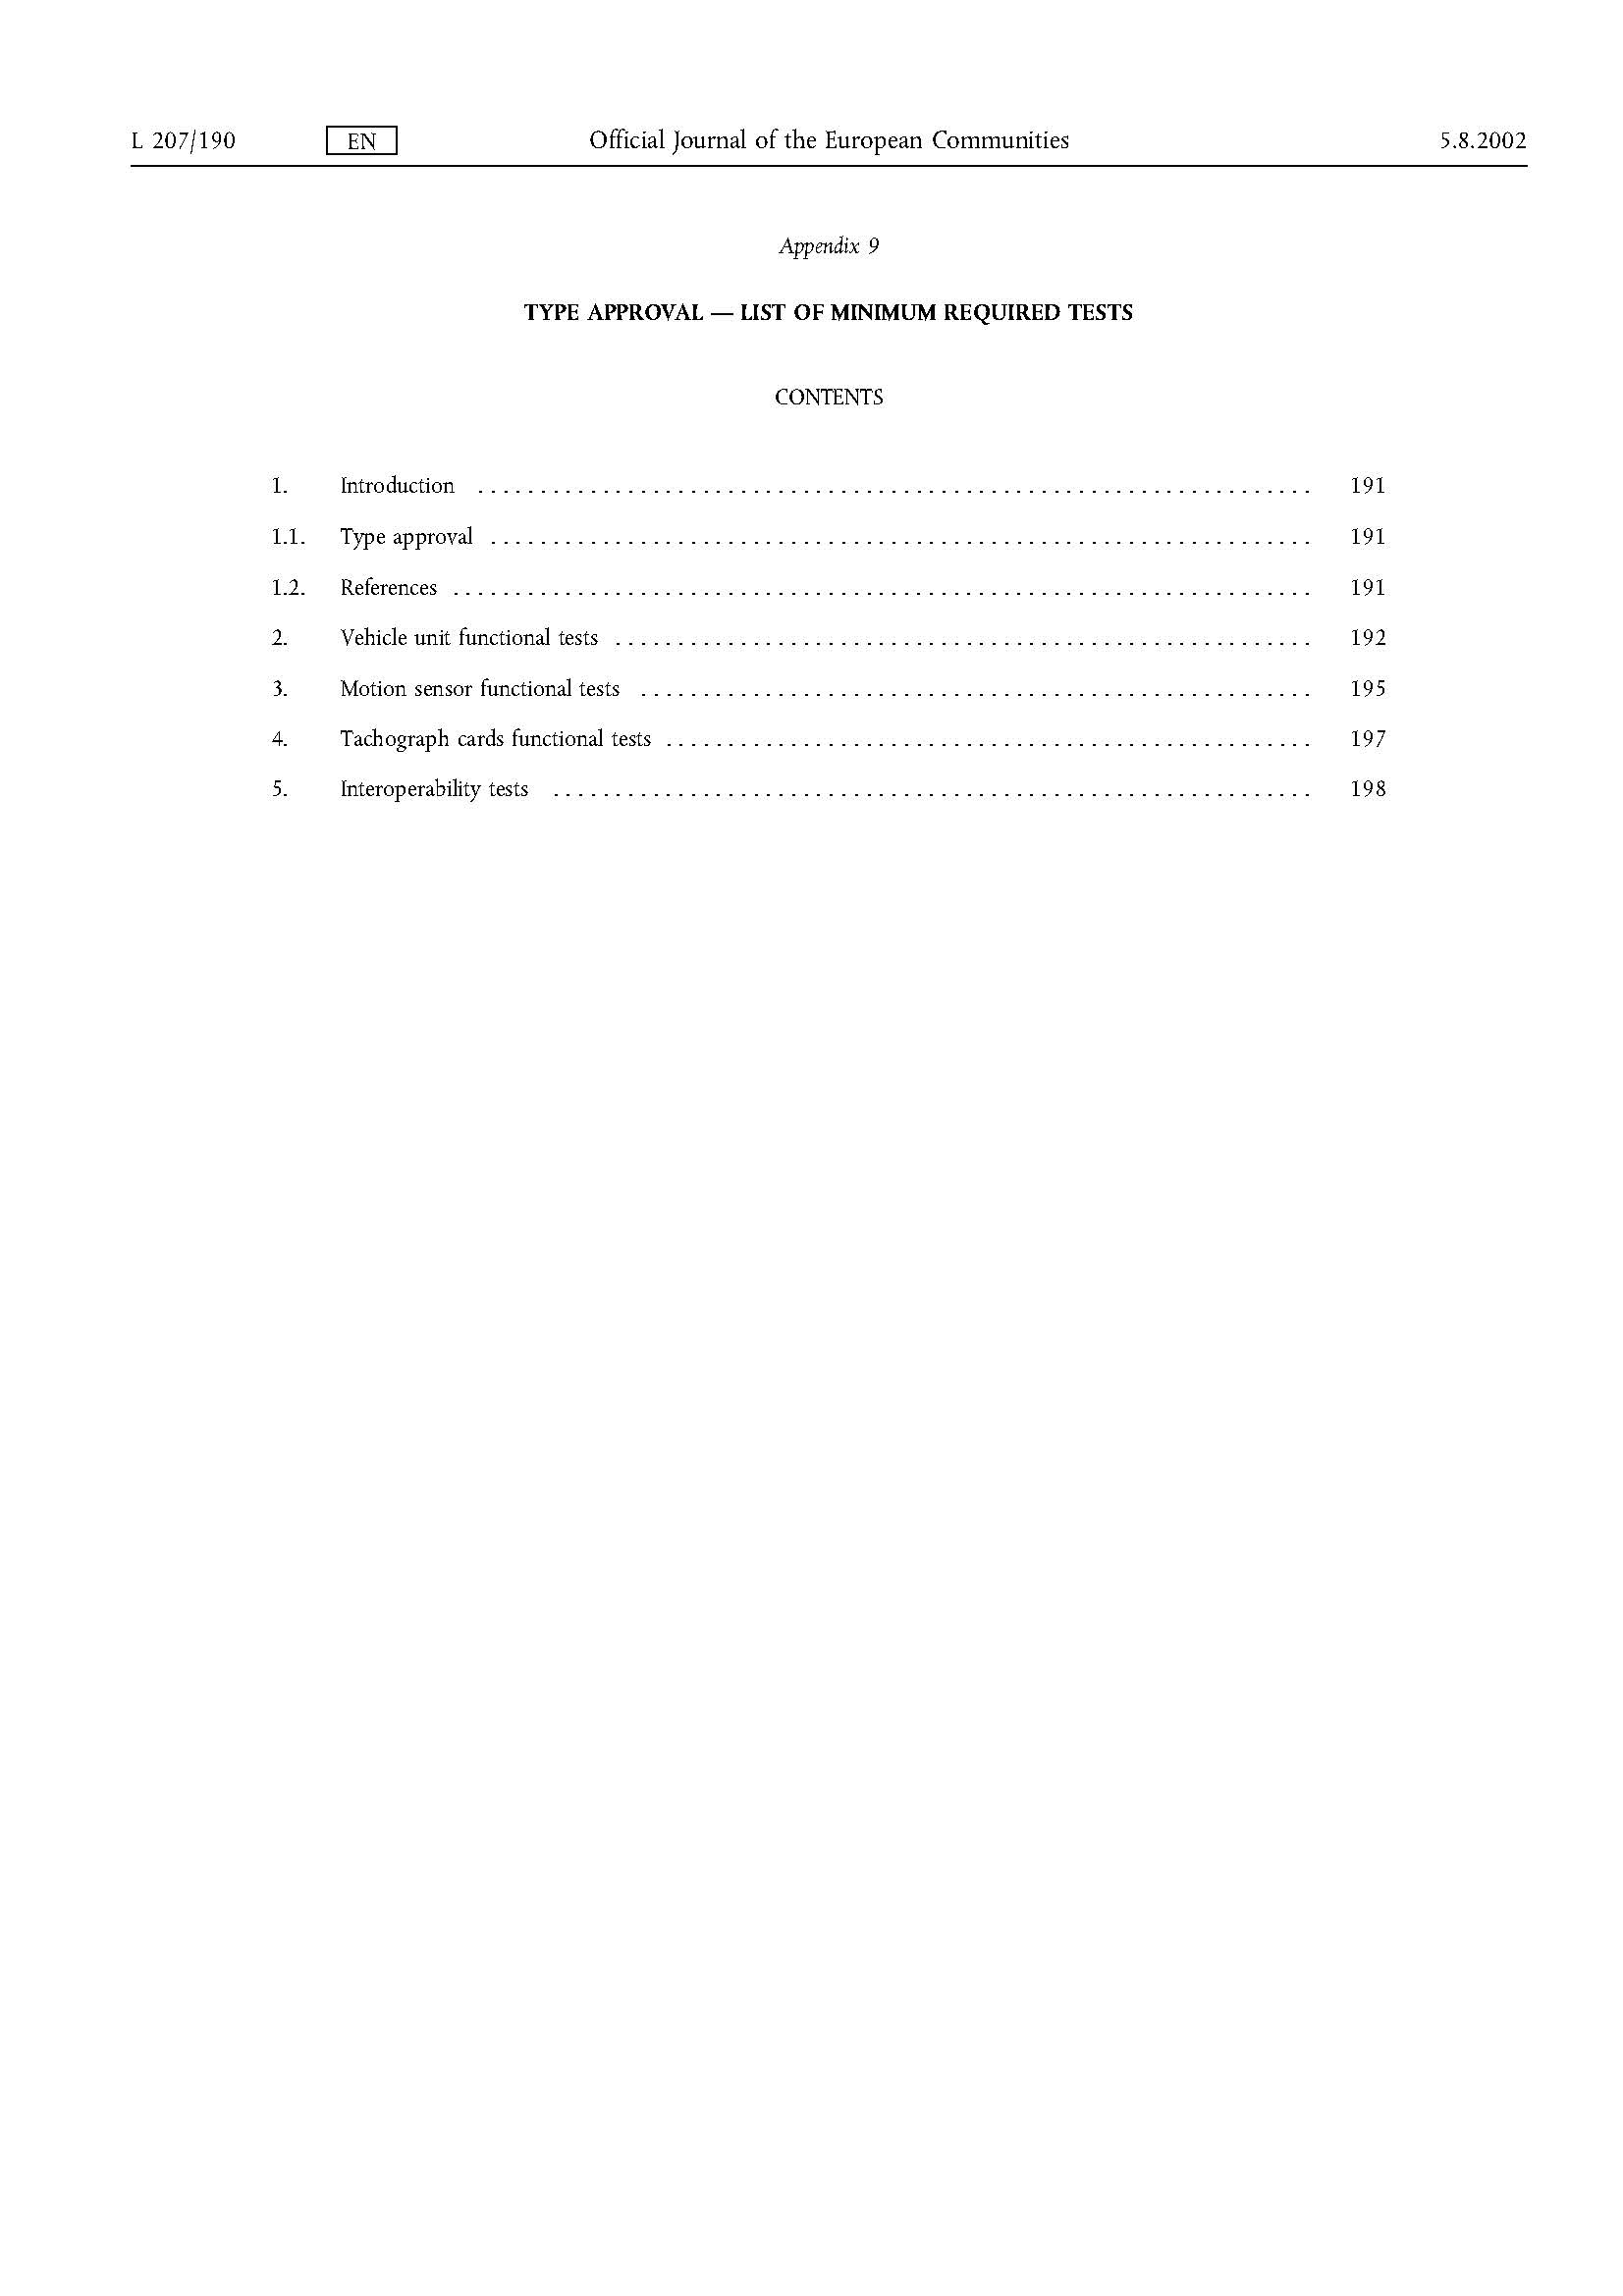 L 207/190 EN Official Journal of the European Communities 5.8.2002
Appendix 9
TYPE APPROVAL — LIST OF MINIMUM REQUIRED TESTS
CONTENTS
1. Introduction . . . . . . . . . . . . . . . . . . . . . . . . . . . . . . . . . . . . . . . . 191
1.1. Type approval . . . . . . . . . . . . . . . . . . . . . . . . . . . . . . . . . . . . . . . . 191
1.2. References . . . . . . . . . . . . . . . . . . . . . . . . . . . . . . . . . . . . . . . . 191
2. Vehicle unit functional tests . . . . . . . . . . . . . . . . . . . . . . . . . . . . . . . . 192
3. Motion sensor functional tests . . . . . . . . . . . . . . . . . . . . . . . . . . . . . . . . 195
4. Tachograph cards functional tests . . . . . . . . . . . . . . . . . . . . . . . . . . . . . . 197
5. Interoperability tests . . . . . . . . . . . . . . . . . . . . . . . . . . . . . . . . . . . . 198